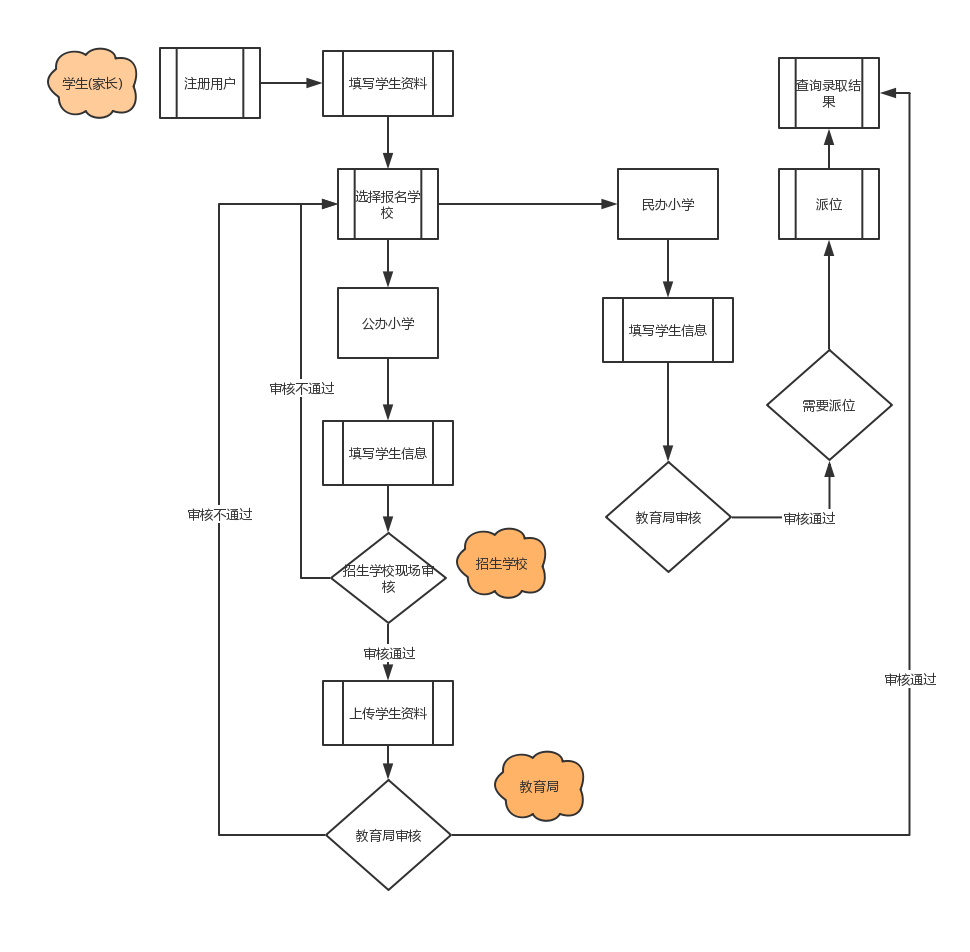 学生(家长)
注册用户
填写学生资料
查询录取结
果
选择报名学
校
民办小学
派位
公办小学
填写学生信息
审核不通过
需要派位
填写学生信息
审核不通过
教育局审核
审核通过
招生学校现场审
核
招生学校
审核通过
审核通过
上传学生资料
教育局
教育局审核